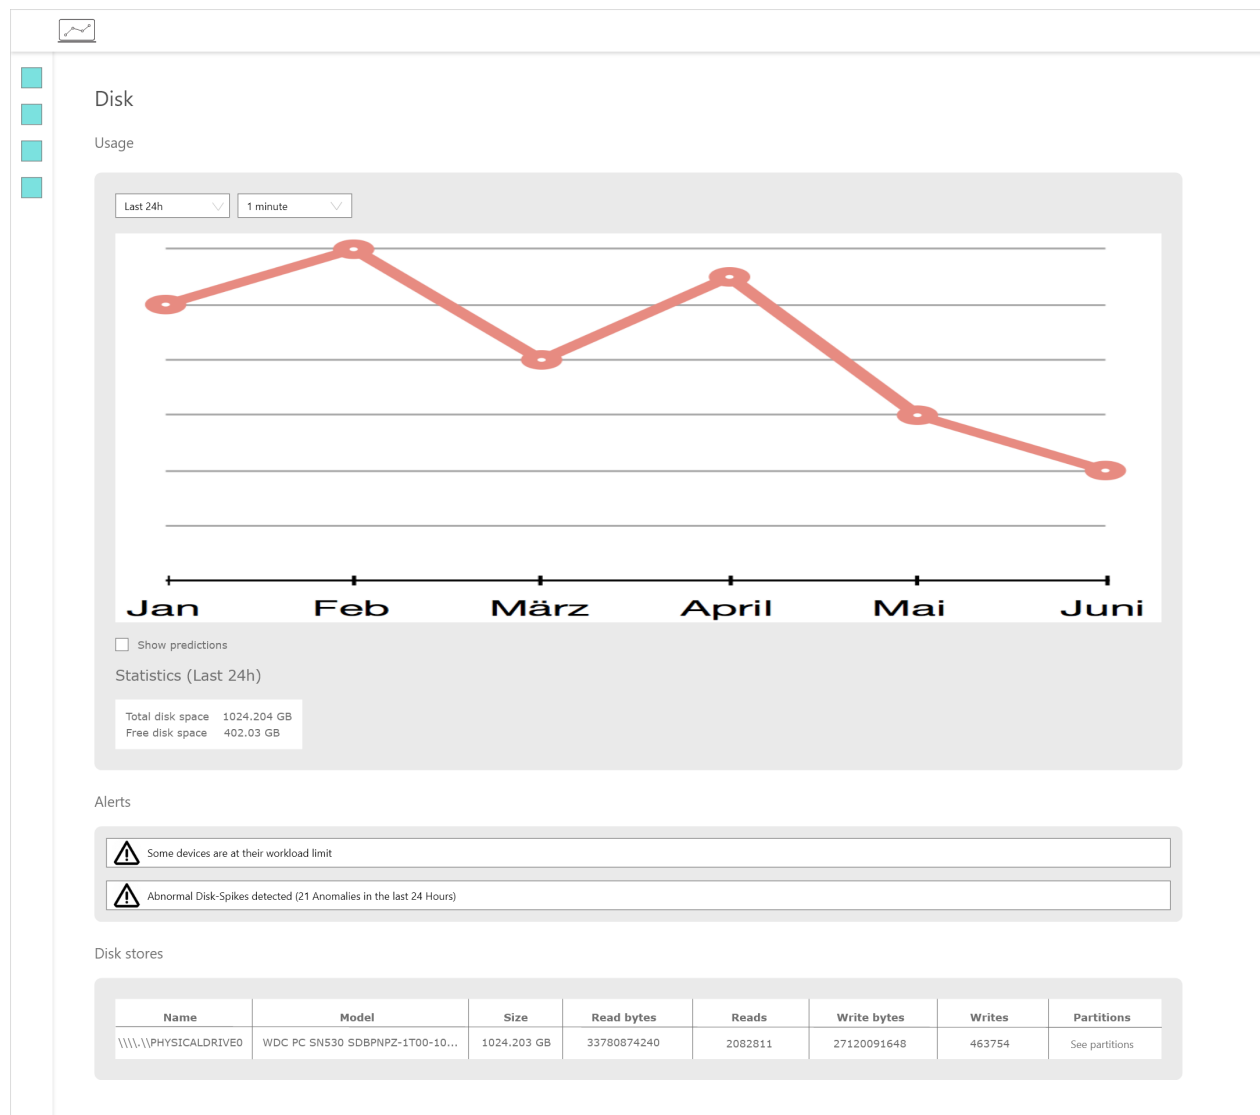 Disk
Usage
Last 24h 1 minute
Jan Feb März April Mai Juni
Show predictions
Statistics (Last 24h)
Total disk space 1024.204 GB
Free disk space 402.03 GB
Alerts
Some devices are at their workload limit
Abnormal Disk-Spikes detected (21 Anomalies in the last 24 Hours)
Disk stores
Name Model Size Read bytes Reads Write bytes Writes Partitions
\\\\.\\PHYSICALDRIVE0 WDC PC SN530 SDBPNPZ-1T00-10... 1024.203 GB 33780874240 2082811 27120091648 463754 See partitions